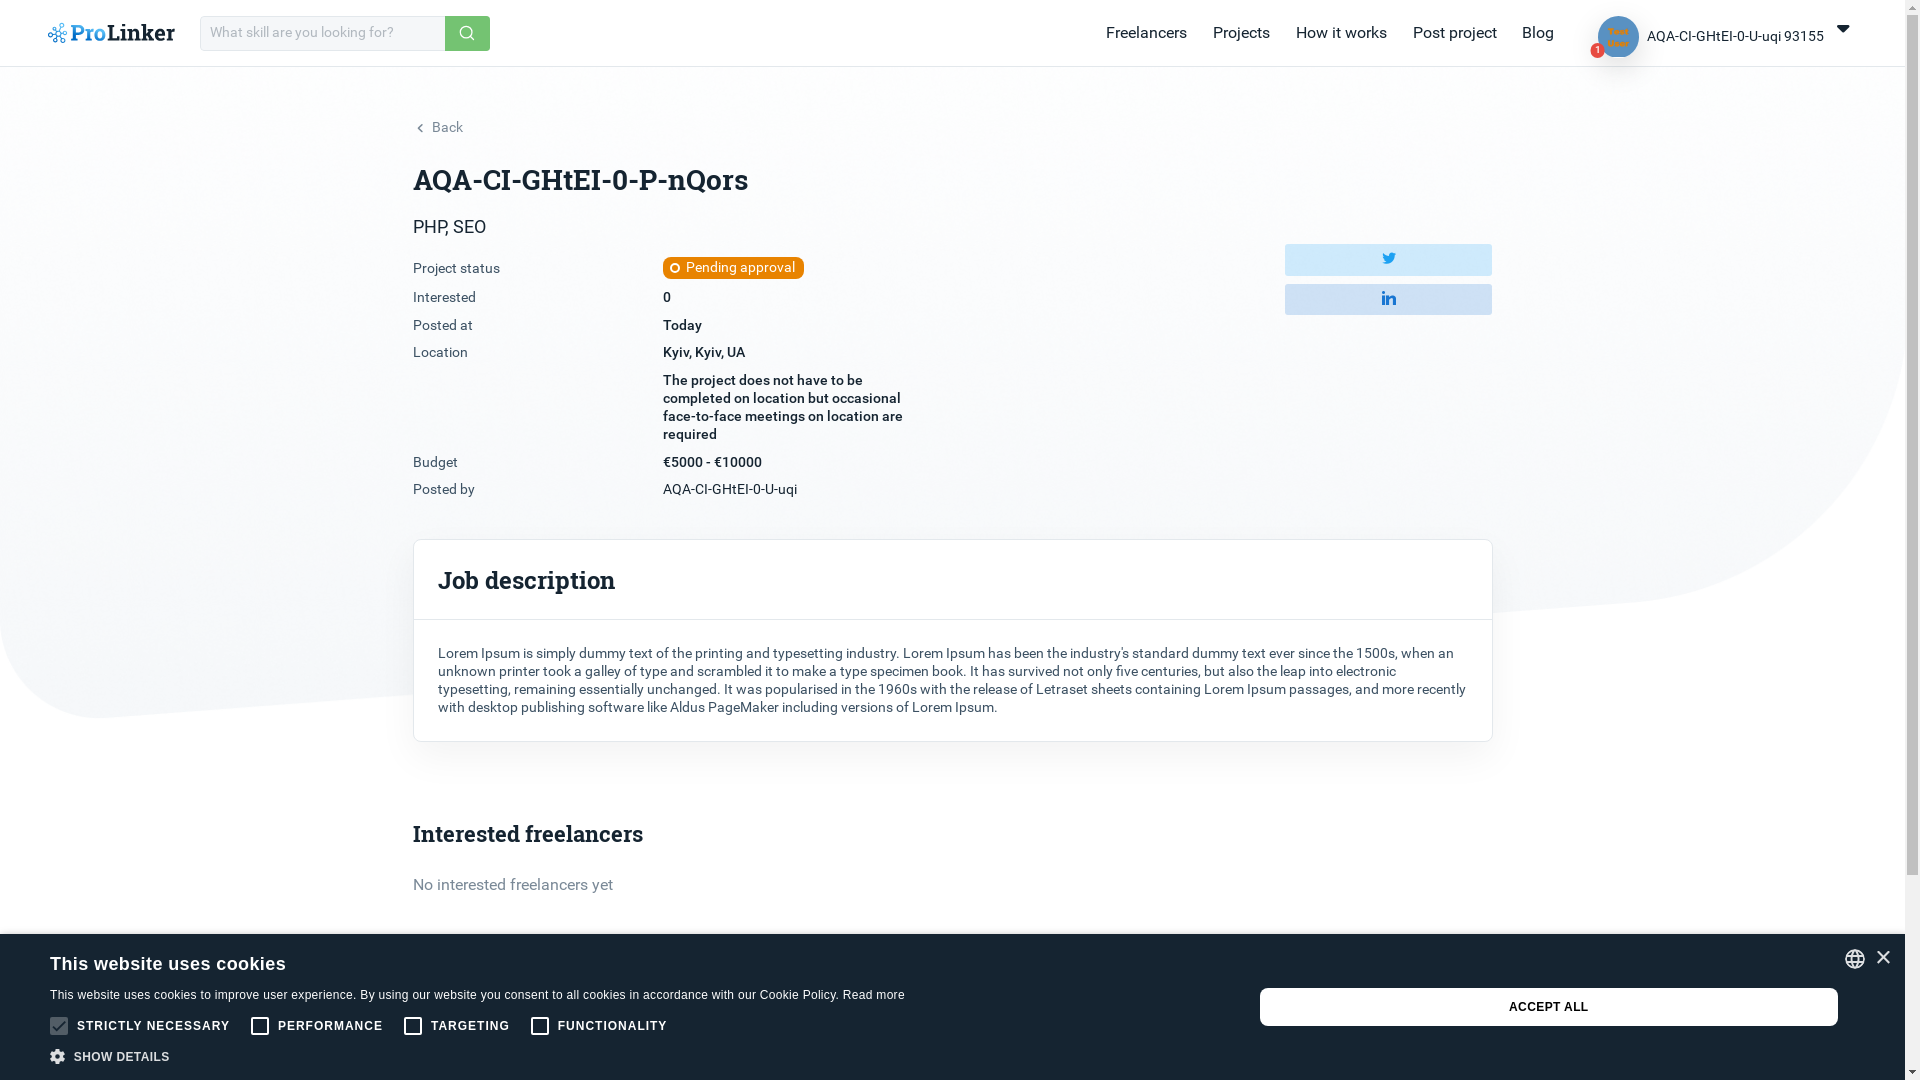 ProLinker
What skill are you looking for?
Freelancers
Projects
How it works
Post project
Blog
Test
User
1
AQA-CI-GHtEI-0-U-uqi 93155
Back
AQA-CI-GHtEI-0-P-nQors
PHP, SEO
Project status
Pending approval
Interested
0
Posted at
Today
Location
Kyiv, Kyiv, UA
The project does not have to be
completed on location but occasional
face-to-face meetings on location are
required
Budget
€5000 - €10000
Posted by
AQA-CI-GHtEI-0-U-uqi
Job description
Lorem Ipsum is simply dummy text of the printing and typesetting industry. Lorem Ipsum has been the industry's standard dummy text ever since the 1500s, when an
unknown printer took a galley of type and scrambled it to make a type specimen book. It has survived not only five centuries, but also the leap into electronic
typesetting, remaining essentially unchanged. It was popularised in the 1960s with the release of Letraset sheets containing Lorem Ipsum passages, and more recently
with desktop publishing software like Aldus PageMaker including versions of Lorem Ipsum.
Interested freelancers
No interested freelancers yet
This website uses cookies
This website uses cookies to improve user experience. By using our website you consent to all cookies in accordance with our Cookie Policy. Read more
STRICTLY NECESSARY
PERFORMANCE
TARGETING
FUNCTIONALITY
SHOW DETAILS
ACCEPT ALL